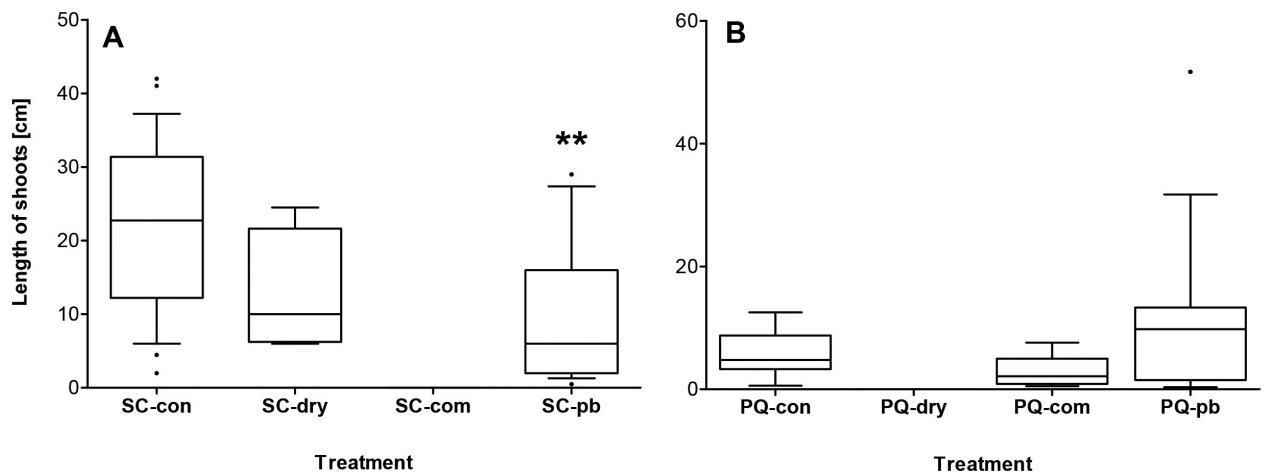 A
Length of shoots [cm]
50
40
30
20
10
0
**
SC-con SC-dry SC-com SC-pb
Treatment
B
60
40
20
0
PQ-con PQ-dry PQ-com PQ-pb
Treatment